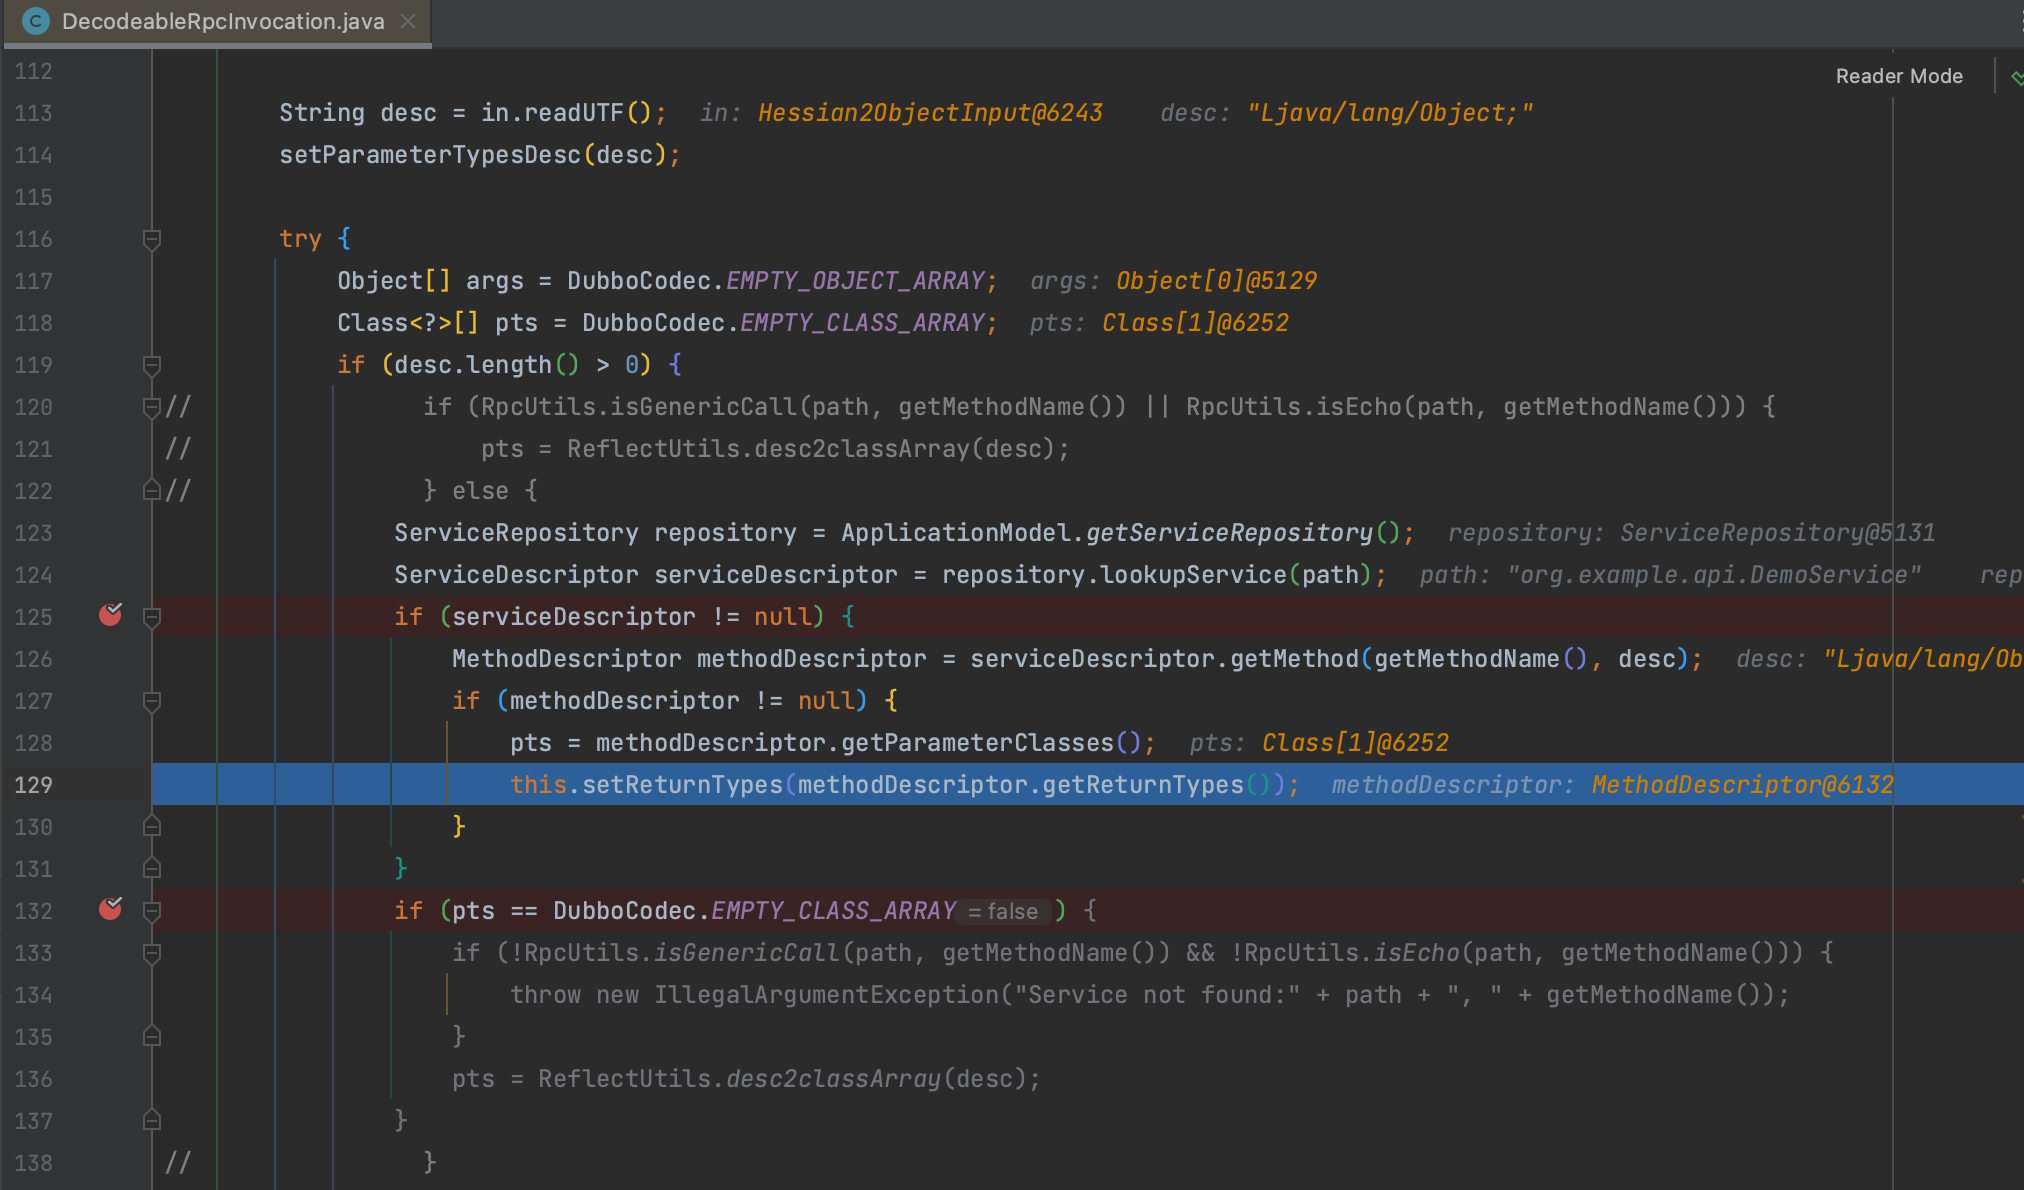 C DecodeableRpcInvocation.java
Reader Mode
112
113 String desc = in.readUTF(); in: Hessian2ObjectInput@6243 desc: "Ljava/lang/Object;"
114 setParameterTypesDesc(desc);
115
116 try {
117 Object[] args = DubboCodec.EMPTY_OBJECT_ARRAY; args: Object[0]@5129
118 Class<?>[] pts = DubboCodec.EMPTY_CLASS_ARRAY; pts: Class[1]@6252
119 if (desc.length() > 0) {
120 // if (RpcUtils.isGenericCall(path, getMethodName()) || RpcUtils.isEcho(path, getMethodName())) {
121 // pts = ReflectUtils.desc2classArray(desc);
122 // } else {
123 ServiceRepository repository = ApplicationModel.getServiceRepository(); repository: ServiceRepository@5131
124 ServiceDescriptor serviceDescriptor = repository.lookupService(path); path: "org.example.api.DemoService" rep
125 if (serviceDescriptor != null) {
126 MethodDescriptor methodDescriptor = serviceDescriptor.getMethod(getMethodName(), desc); desc: "Ljava/lang/Ob
127 if (methodDescriptor != null) {
128 pts = methodDescriptor.getParameterClasses(); pts: Class[1]@6252
129 this.setReturnTypes(methodDescriptor.getReturnTypes()); methodDescriptor: MethodDescriptor@6132
130 }
131 }
132 if (pts == DubboCodec.EMPTY_CLASS_ARRAY = false ) {
133 if (!RpcUtils.isGenericCall(path, getMethodName()) && !RpcUtils.isEcho(path, getMethodName())) {
134 throw new IllegalArgumentException("Service not found:" + path + ", " + getMethodName());
135 }
136 pts = ReflectUtils.desc2classArray(desc);
137 }
138 // }